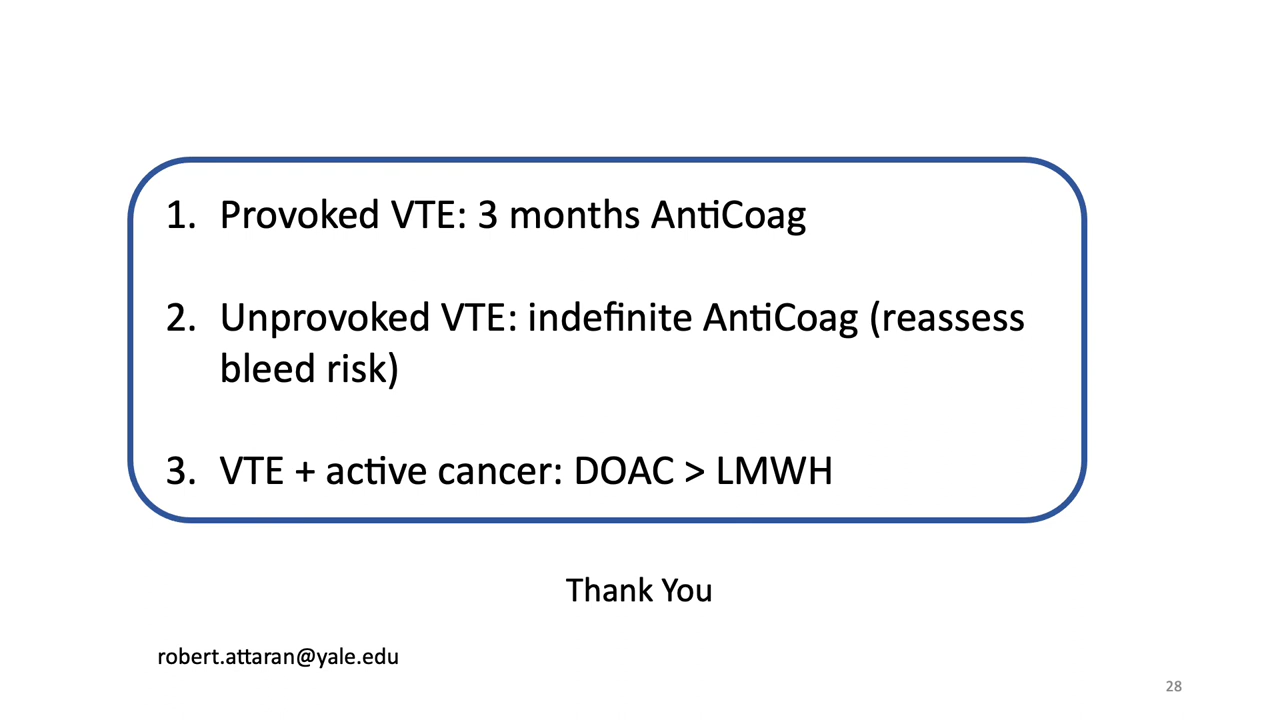 1. Provoked VTE: 3 months AntiCoag
2. Unprovoked VTE: indefinite AntiCoag (reassess
bleed risk)
3. VTE + active cancer: DOAC > LMWH
Thank You
robert.attaran@yale.edu
28